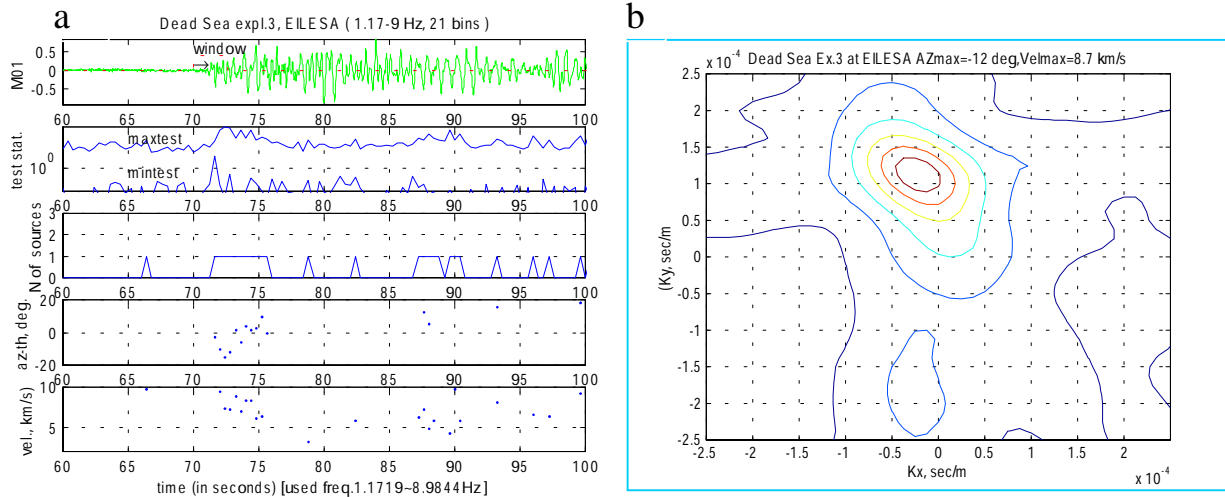 a
Dead Sea expl.3, EILESA ( 1.17-9 Hz, 21 bins )
window
M01
0.5
0
-0.5
60 65 70 75 80 85 90 95 100
maxtest
test stat.
10^0
mintest
60 65 70 75 80 85 90 95 100
N of sources
3
2
1
0
60 65 70 75 80 85 90 95 100
az-th, deg.
20
0
-20
60 65 70 75 80 85 90 95 100
vel., km/s)
10
5
60 65 70 75 80 85 90 95 100
time (in seconds) [used freq.1.1719~8.9844Hz]
b
x 10^-4 Dead Sea Ex.3 at EILESA AZmax=-12 deg,Velmax=8.7 km/s
(Ky, sec/m
2.5
2
1.5
1
0.5
0
-0.5
-1
-1.5
-2
-2.5
-2.5 -2 -1.5 -1 -0.5 0 0.5 1 1.5 2
Kx, sec/m
x 10^-4